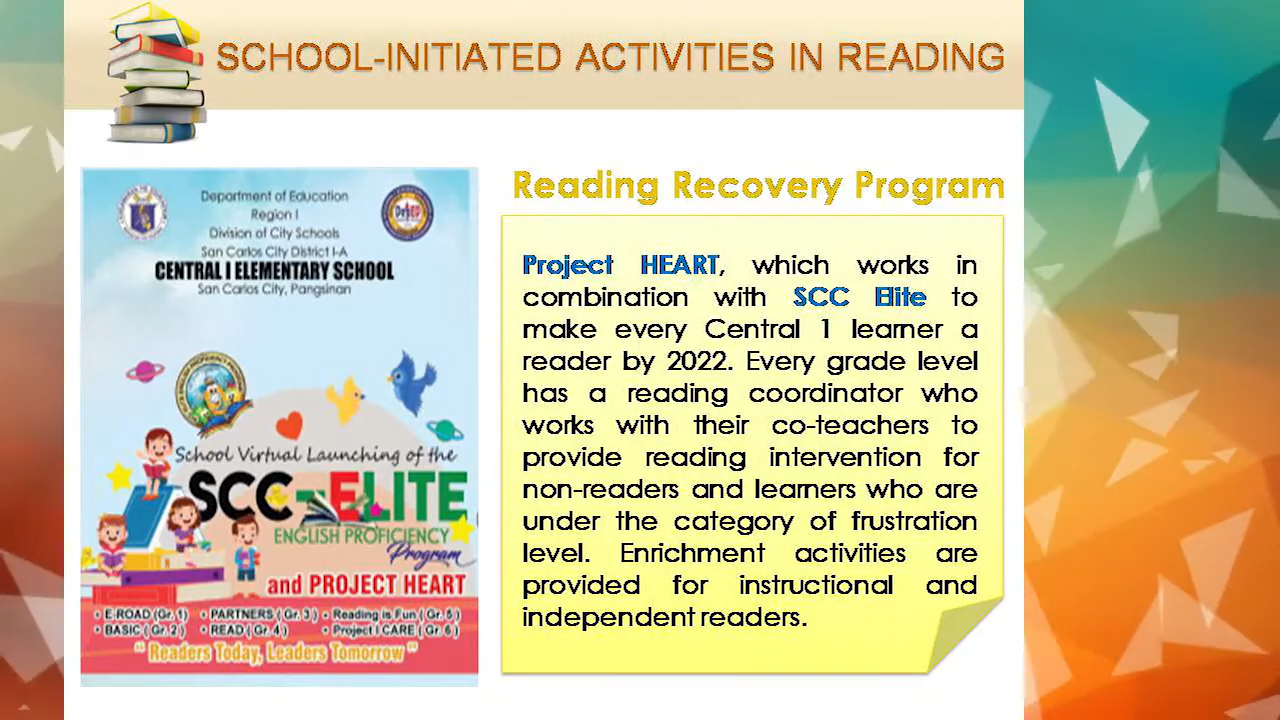 SCHOOL-INITIATED ACTIVITIES IN READING
Department of Education
Region I
Division of City Schools
San Carlos City District I-A
CENTRAL I ELEMENTARY SCHOOL
San Carlos City, Pangsinan
School Virtual Launching of the
SCC-ELITE
ENGLISH PROFICIENCY
Program
and PROJECT HEART
• E-ROAD (Gr. 1) • PARTNERS ( Gr. 3 ) • Reading is Fun ( Gr. 5 )
• BASIC ( Gr. 2 ) • READ ( Gr. 4 ) • Project I CARE ( Gr. 6 )
“ Readers Today, Leaders Tomorrow ”
Reading Recovery Program
Project HEART, which works in
combination with SCC Elite to
make every Central 1 learner a
reader by 2022. Every grade level
has a reading coordinator who
works with their co-teachers to
provide reading intervention for
non-readers and learners who are
under the category of frustration
level. Enrichment activities are
provided for instructional and
independent readers.